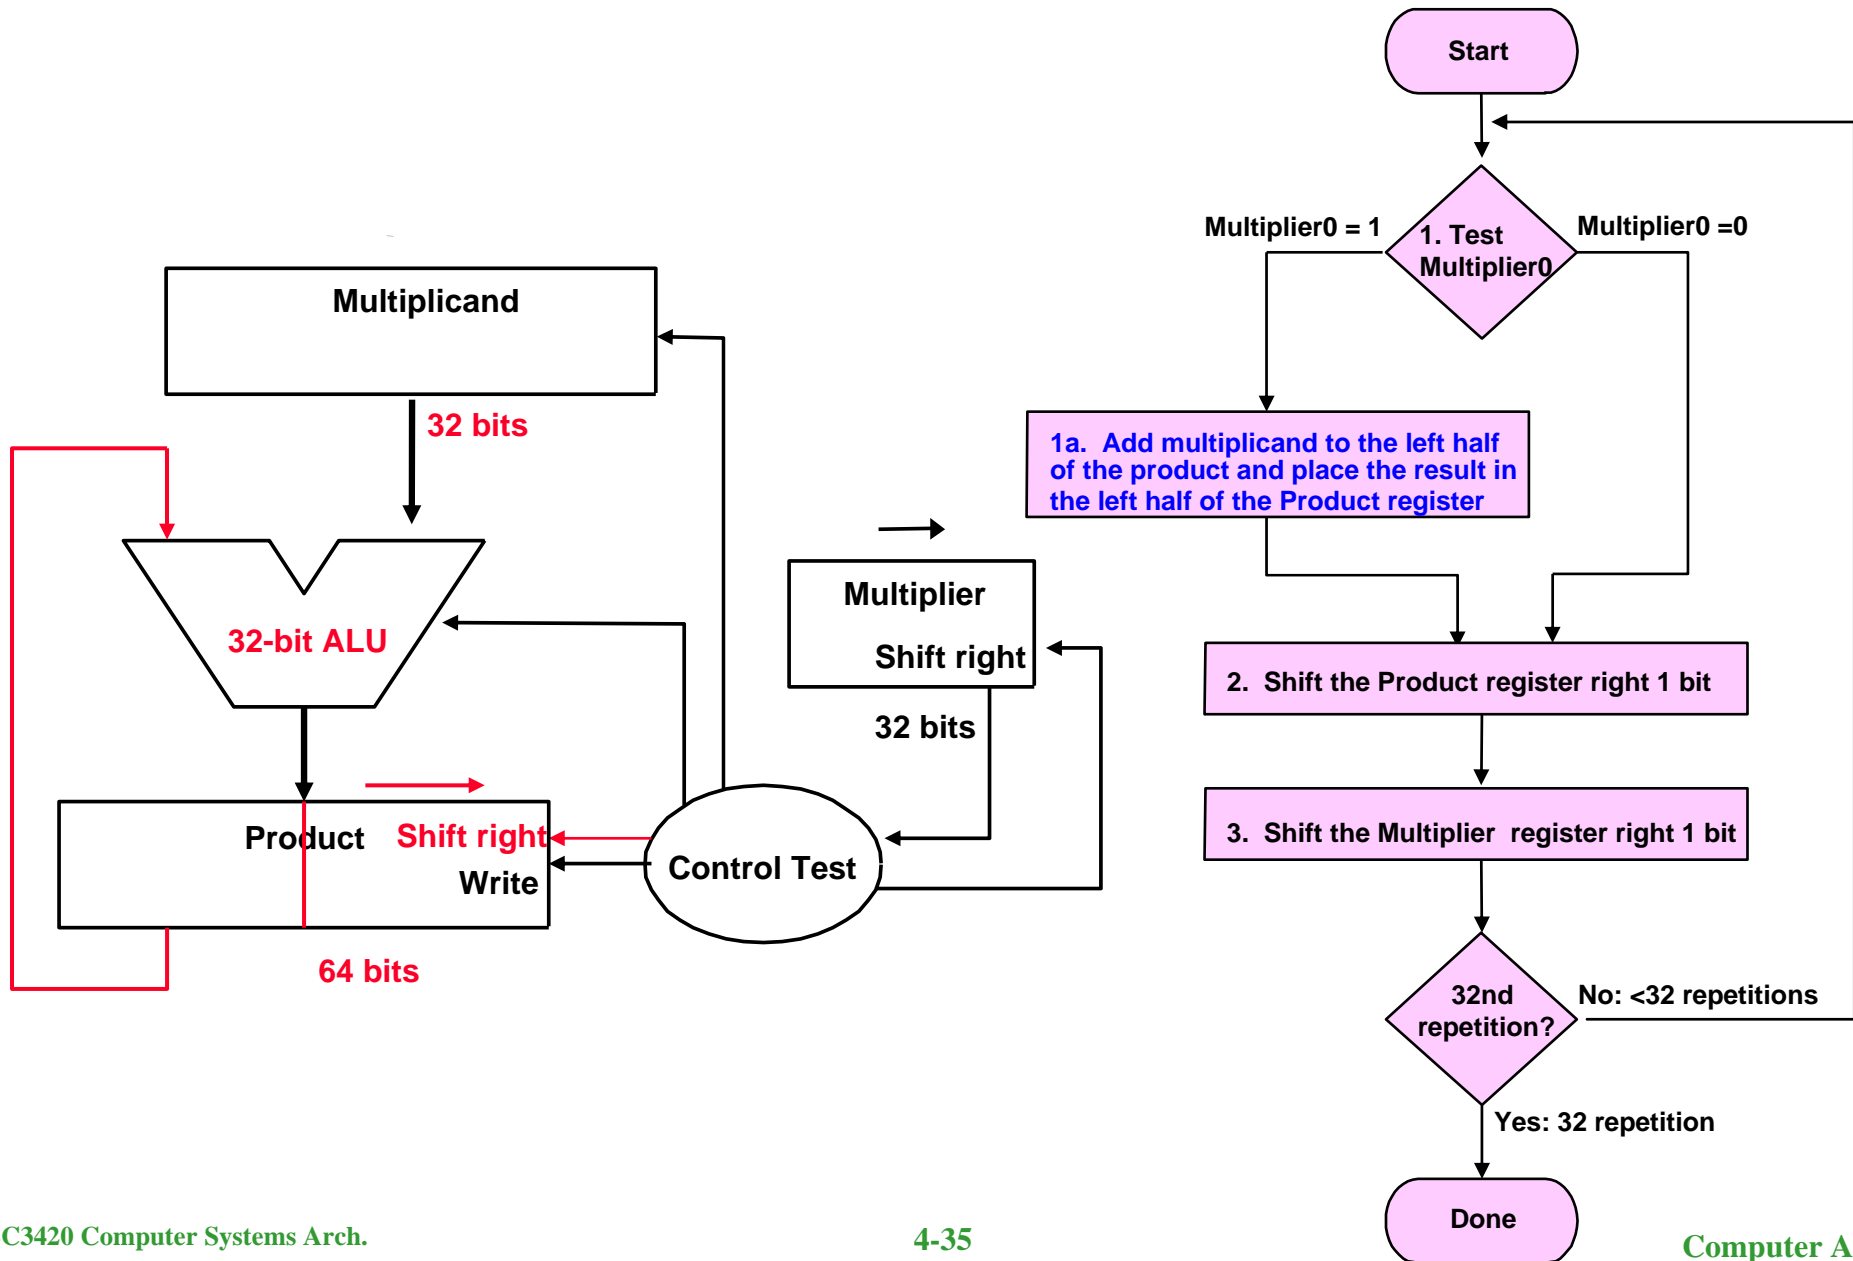 Multiplicand
32 bits
32-bit ALU
Multiplier
Shift right
32 bits
Product
Shift right
Write
Control Test
64 bits
Start
Multiplier0 = 1
1. Test
Multiplier0
Multiplier0 =0
1a. Add multiplicand to the left half
of the product and place the result in
the left half of the Product register
2. Shift the Product register right 1 bit
3. Shift the Multiplier register right 1 bit
32nd
repetition?
No: <32 repetitions
Yes: 32 repetition
Done
C3420 Computer Systems Arch.
4-35
Computer A